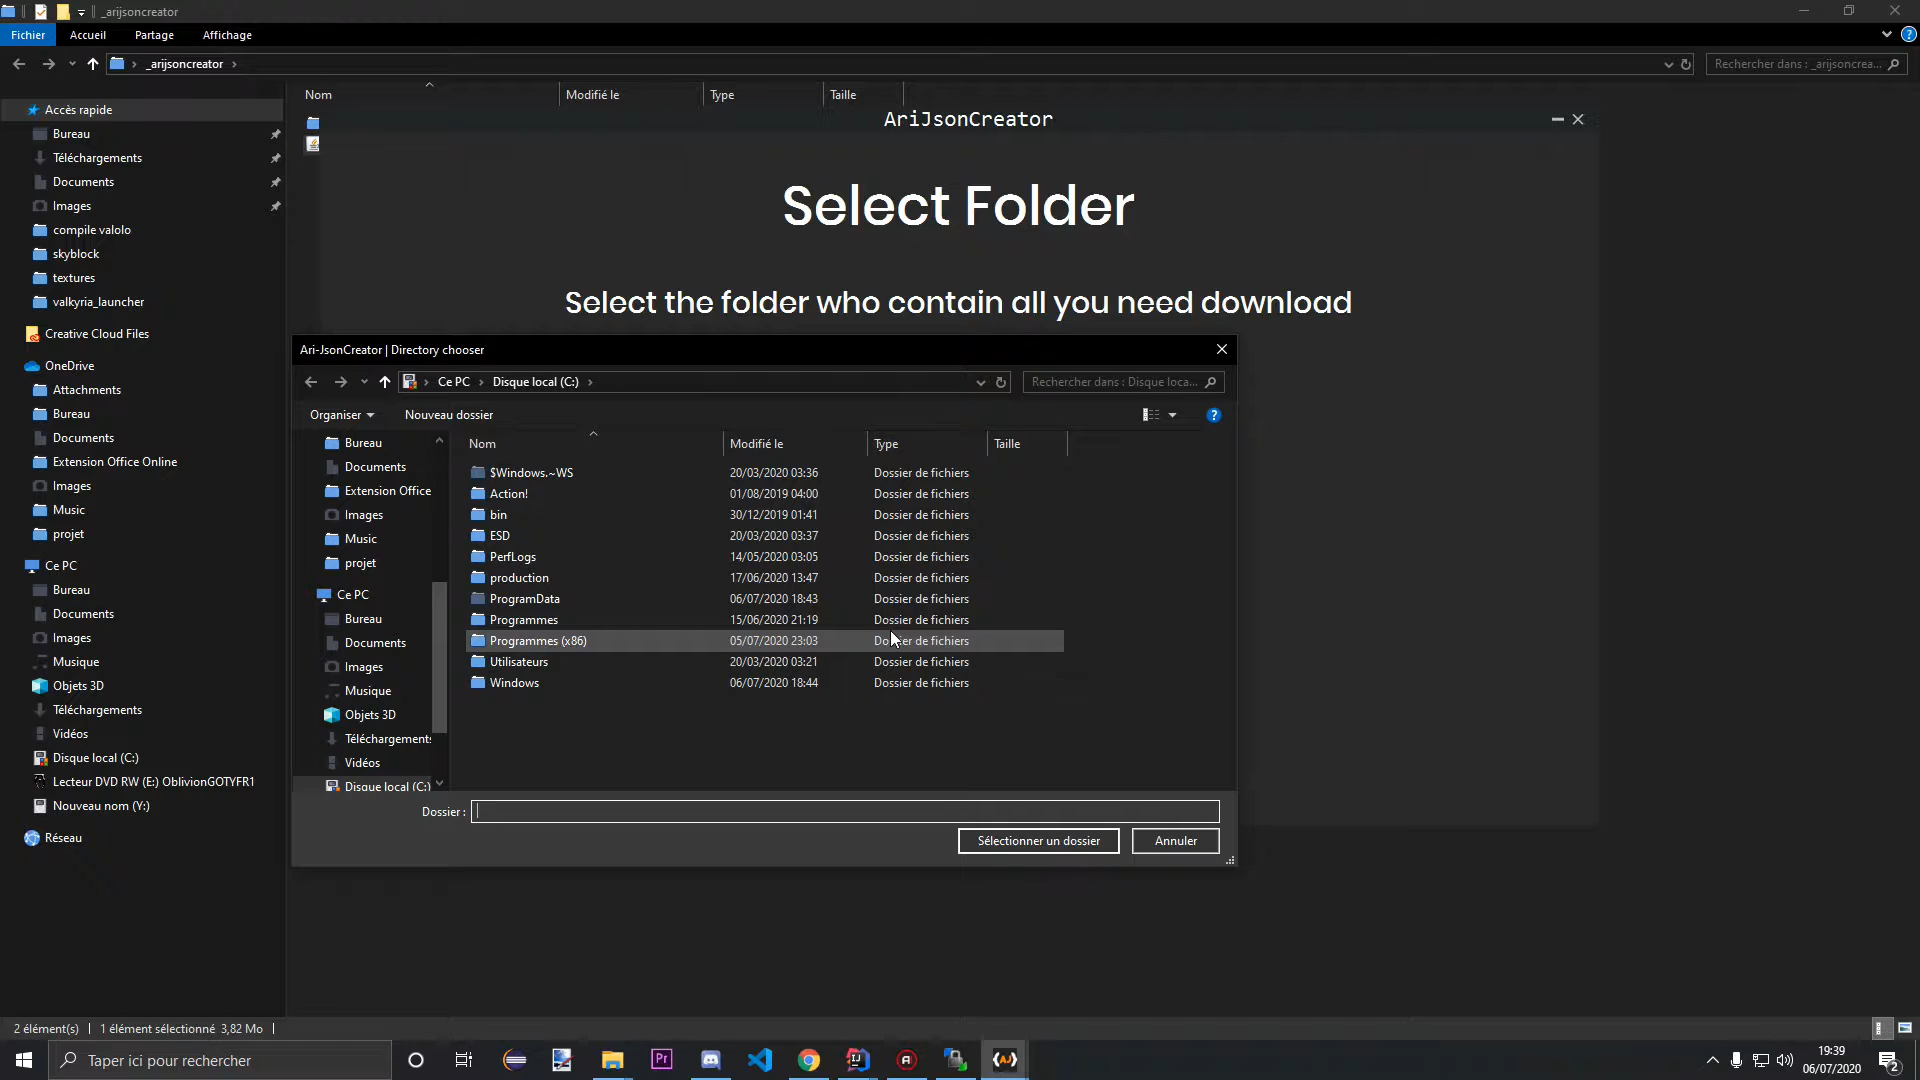 _arijsoncreator
Fichier Accueil Partage Affichage
_arijsoncreator
Rechercher dans : _arijsoncrea...
Nom Modifié le Type Taille
AriJsonCreator
Select Folder
Select the folder who contain all you need download
Accès rapide
Bureau
Téléchargements
Documents
Images
compile valolo
skyblock
textures
valkyria_launcher
Creative Cloud Files
OneDrive
Attachments
Bureau
Documents
Extension Office Online
Images
Music
projet
Ce PC
Bureau
Documents
Images
Musique
Objets 3D
Téléchargements
Vidéos
Disque local (C:)
Lecteur DVD RW (E:) OblivionGOTYFR1
Nouveau nom (Y:)
Réseau
Ari-JsonCreator | Directory chooser
Ce PC Disque local (C:)
Rechercher dans : Disque loca...
Organiser Nouveau dossier
Bureau
Documents
Extension Office
Images
Music
projet
Ce PC
Bureau
Documents
Images
Musique
Objets 3D
Téléchargements
Vidéos
Disque local (C:)
Nom Modifié le Type Taille
$Windows.~WS 20/03/2020 03:36 Dossier de fichiers
Action! 01/08/2019 04:00 Dossier de fichiers
bin 30/12/2019 01:41 Dossier de fichiers
ESD 20/03/2020 03:37 Dossier de fichiers
PerfLogs 14/05/2020 03:05 Dossier de fichiers
production 17/06/2020 13:47 Dossier de fichiers
ProgramData 06/07/2020 18:43 Dossier de fichiers
Programmes 15/06/2020 21:19 Dossier de fichiers
Programmes (x86) 05/07/2020 23:03 Dossier de fichiers
Utilisateurs 20/03/2020 03:21 Dossier de fichiers
Windows 06/07/2020 18:44 Dossier de fichiers
Dossier :
Sélectionner un dossier Annuler
2 élément(s) 1 élément sélectionné 3,82 Mo
Taper ici pour rechercher
Pr
IJ
AJ
19:39
06/07/2020
2